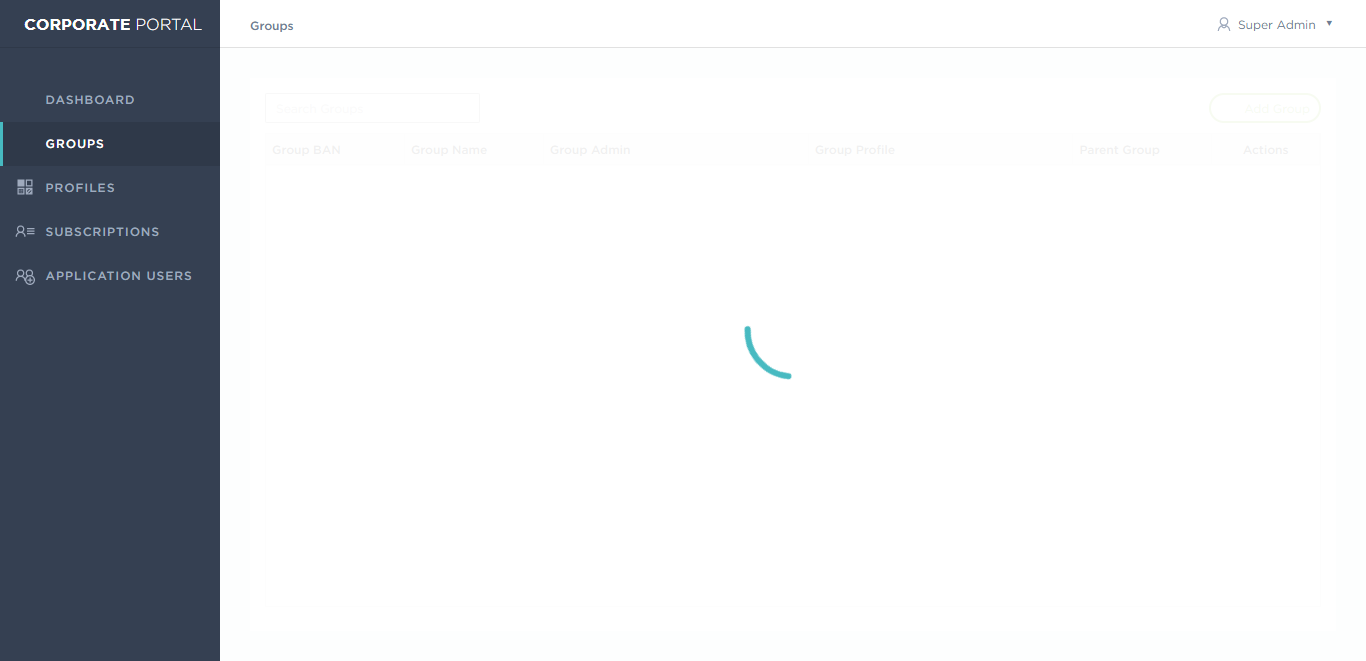 CORPORATE PORTAL
Groups
Super Admin
DASHBOARD
GROUPS
PROFILES
SUBSCRIPTIONS
APPLICATION USERS
Search Groups
Add Group
Group BAN
Group Name
Group Admin
Group Profile
Parent Group
Actions